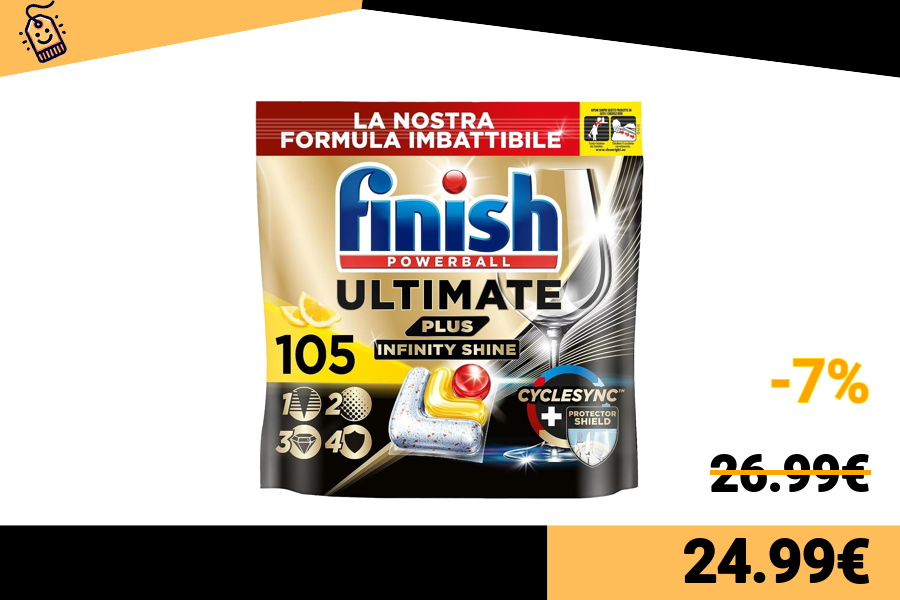 LA NOSTRA
FORMULA IMBATTIBILE
finish
POWERBALL
ULTIMATE
PLUS
INFINITY SHINE
105
1 2
3 4
CYCLESYNC™
+ PROTECTOR
SHIELD
-7%
26.99€
24.99€